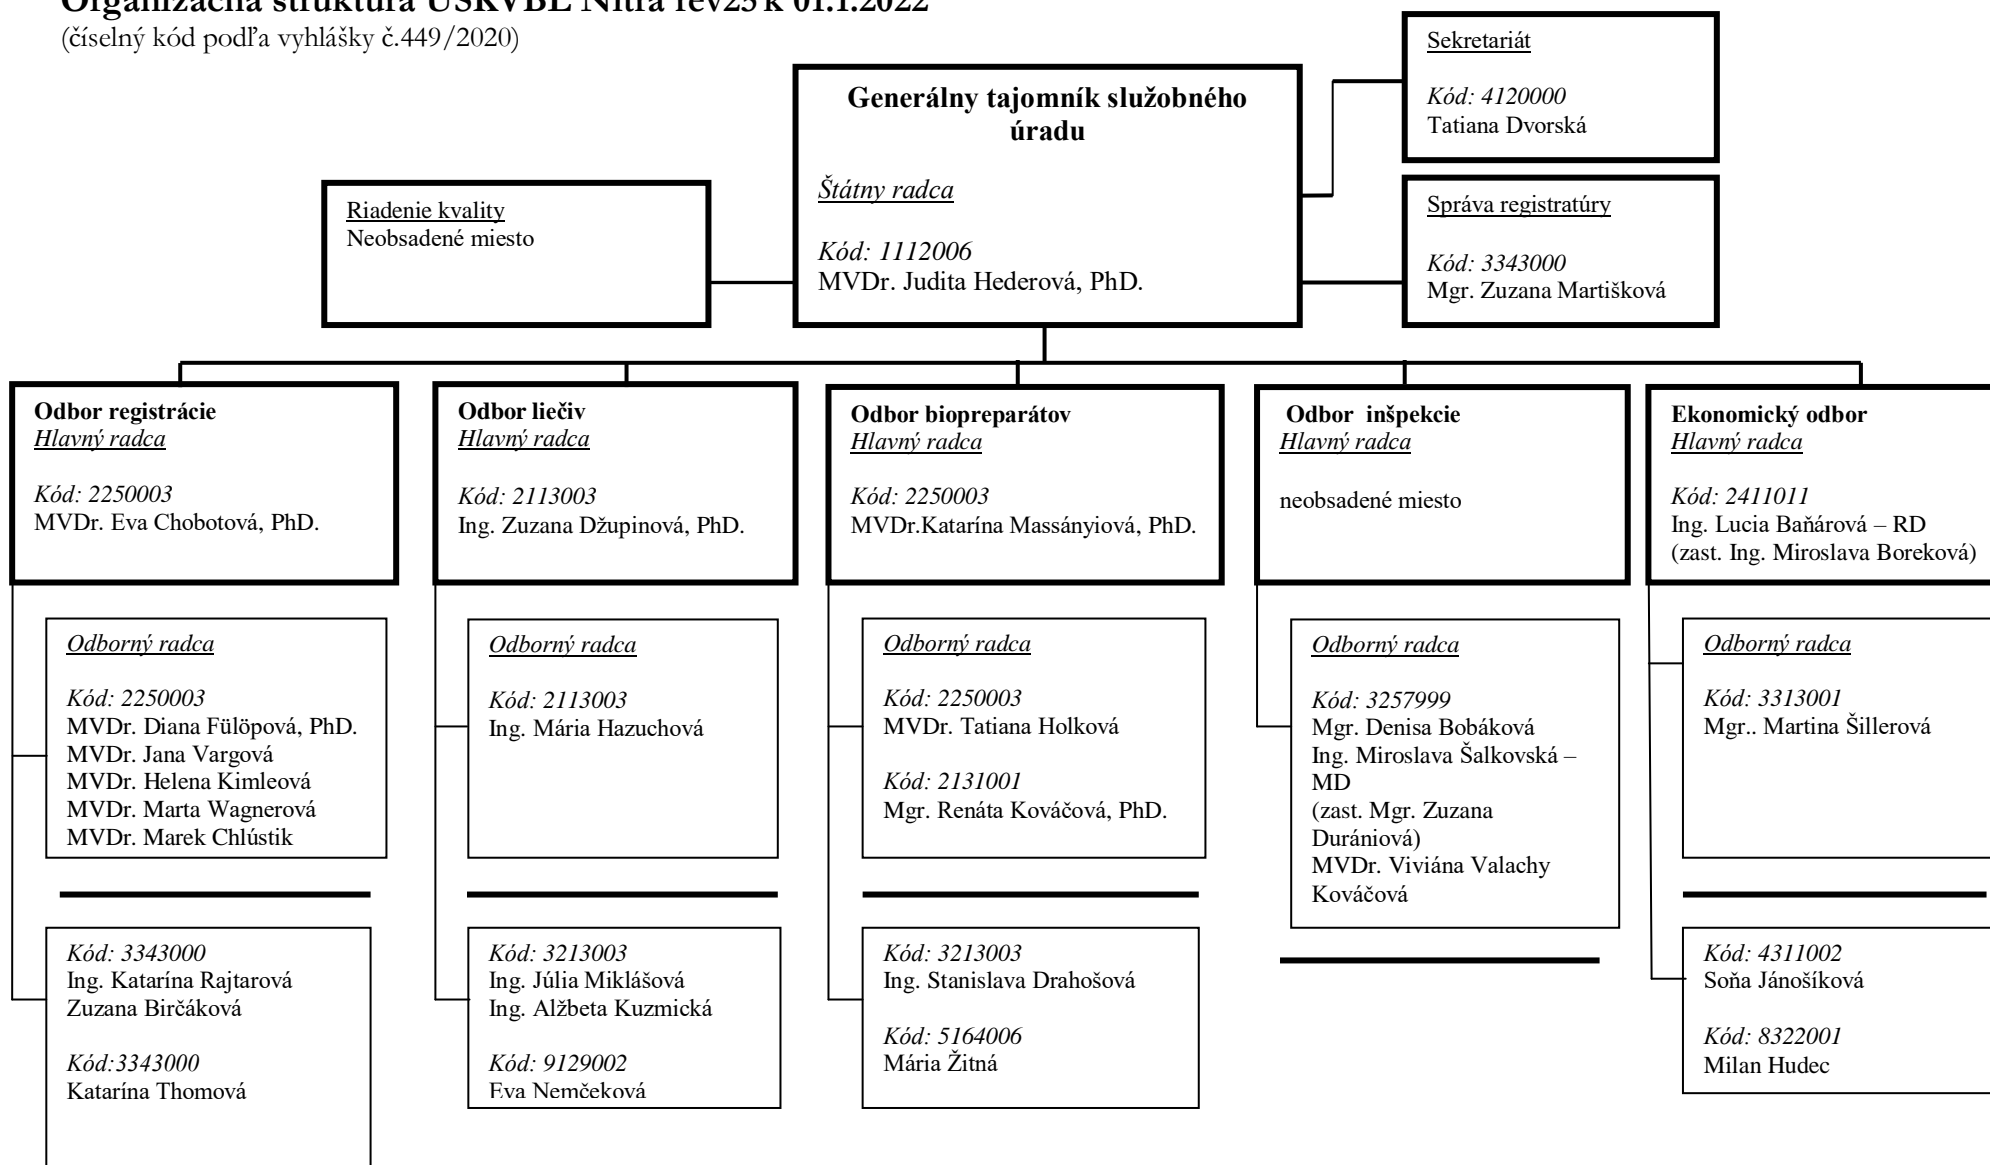 Organizačná štruktúra ÚŠKVBL Nitra rev25 k 01.1.2022
(číselný kód podľa vyhlášky č.449/2020)
Sekretariát
Kód: 4120000
Tatiana Dvorská
Generálny tajomník služobného
úradu
Štátny radca
Kód: 1112006
MVDr. Judita Hederová, PhD.
Riadenie kvality
Neobsadené miesto
Správa registratúry
Kód: 3343000
Mgr. Zuzana Martišková
Odbor registrácie
Hlavný radca
Kód: 2250003
MVDr. Eva Chobotová, PhD.
Odbor liečiv
Hlavný radca
Kód: 2113003
Ing. Zuzana Džupinová, PhD.
Odbor biopreparátov
Hlavný radca
Kód: 2250003
MVDr.Katarína Massányiová, PhD.
Odbor  inšpekcie
Hlavný radca
neobsadené miesto
Ekonomický odbor
Hlavný radca
Kód: 2411011
Ing. Lucia Baňárová – RD
(zast. Ing. Miroslava Boreková)
Odborný radca
Kód: 2250003
MVDr. Diana Fülöpová, PhD.
MVDr. Jana Vargová
MVDr. Helena Kimleová
MVDr. Marta Wagnerová
MVDr. Marek Chlústik
Odborný radca
Kód: 2113003
Ing. Mária Hazuchová
Odborný radca
Kód: 2250003
MVDr. Tatiana Holková
Kód: 2131001
Mgr. Renáta Kováčová, PhD.
Odborný radca
Kód: 3257999
Mgr. Denisa Bobáková
Ing. Miroslava Šalkovská –
MD
(zast. Mgr. Zuzana
Durániová)
MVDr. Viviána Valachy
Kováčová
Odborný radca
Kód: 3313001
Mgr.. Martina Šillerová
Kód: 3343000
Ing. Katarína Rajtarová
Zuzana Birčáková
Kód:3343000
Katarína Thomová
Kód: 3213003
Ing. Júlia Miklášová
Ing. Alžbeta Kuzmická
Kód: 9129002
Eva Nemčeková
Kód: 3213003
Ing. Stanislava Drahošová
Kód: 5164006
Mária Žitná
Kód: 4311002
Soňa Jánošíková
Kód: 8322001
Milan Hudec